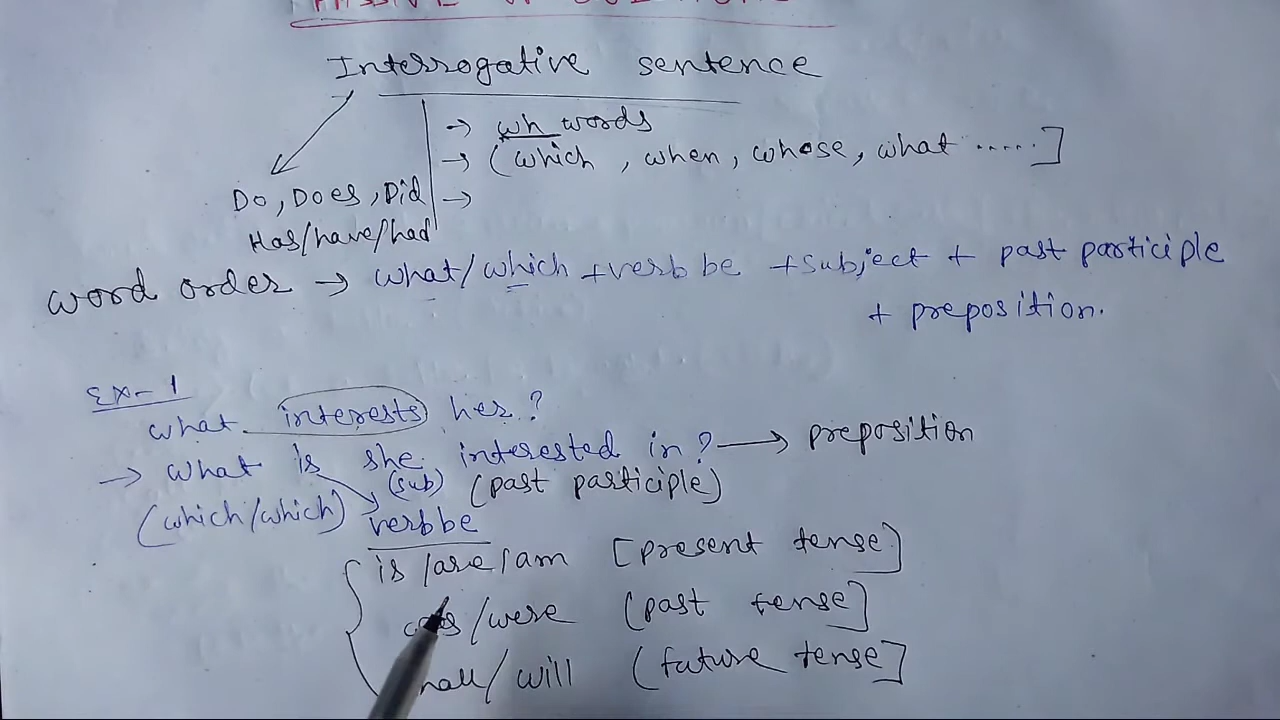 Interrogative sentence
→ wh words
→ (which, when, whose, what .....]
Do, Does, Did →
Has/have/had
word order → what/which + verb be + subject + past participle
+ preposition.
Ex-1
what interests her?
→ what is she interested in? → preposition
(sub) (past participle)
(which/which) verb be
is/are/am [present tense]
/were (past tense]
/will (future tense]